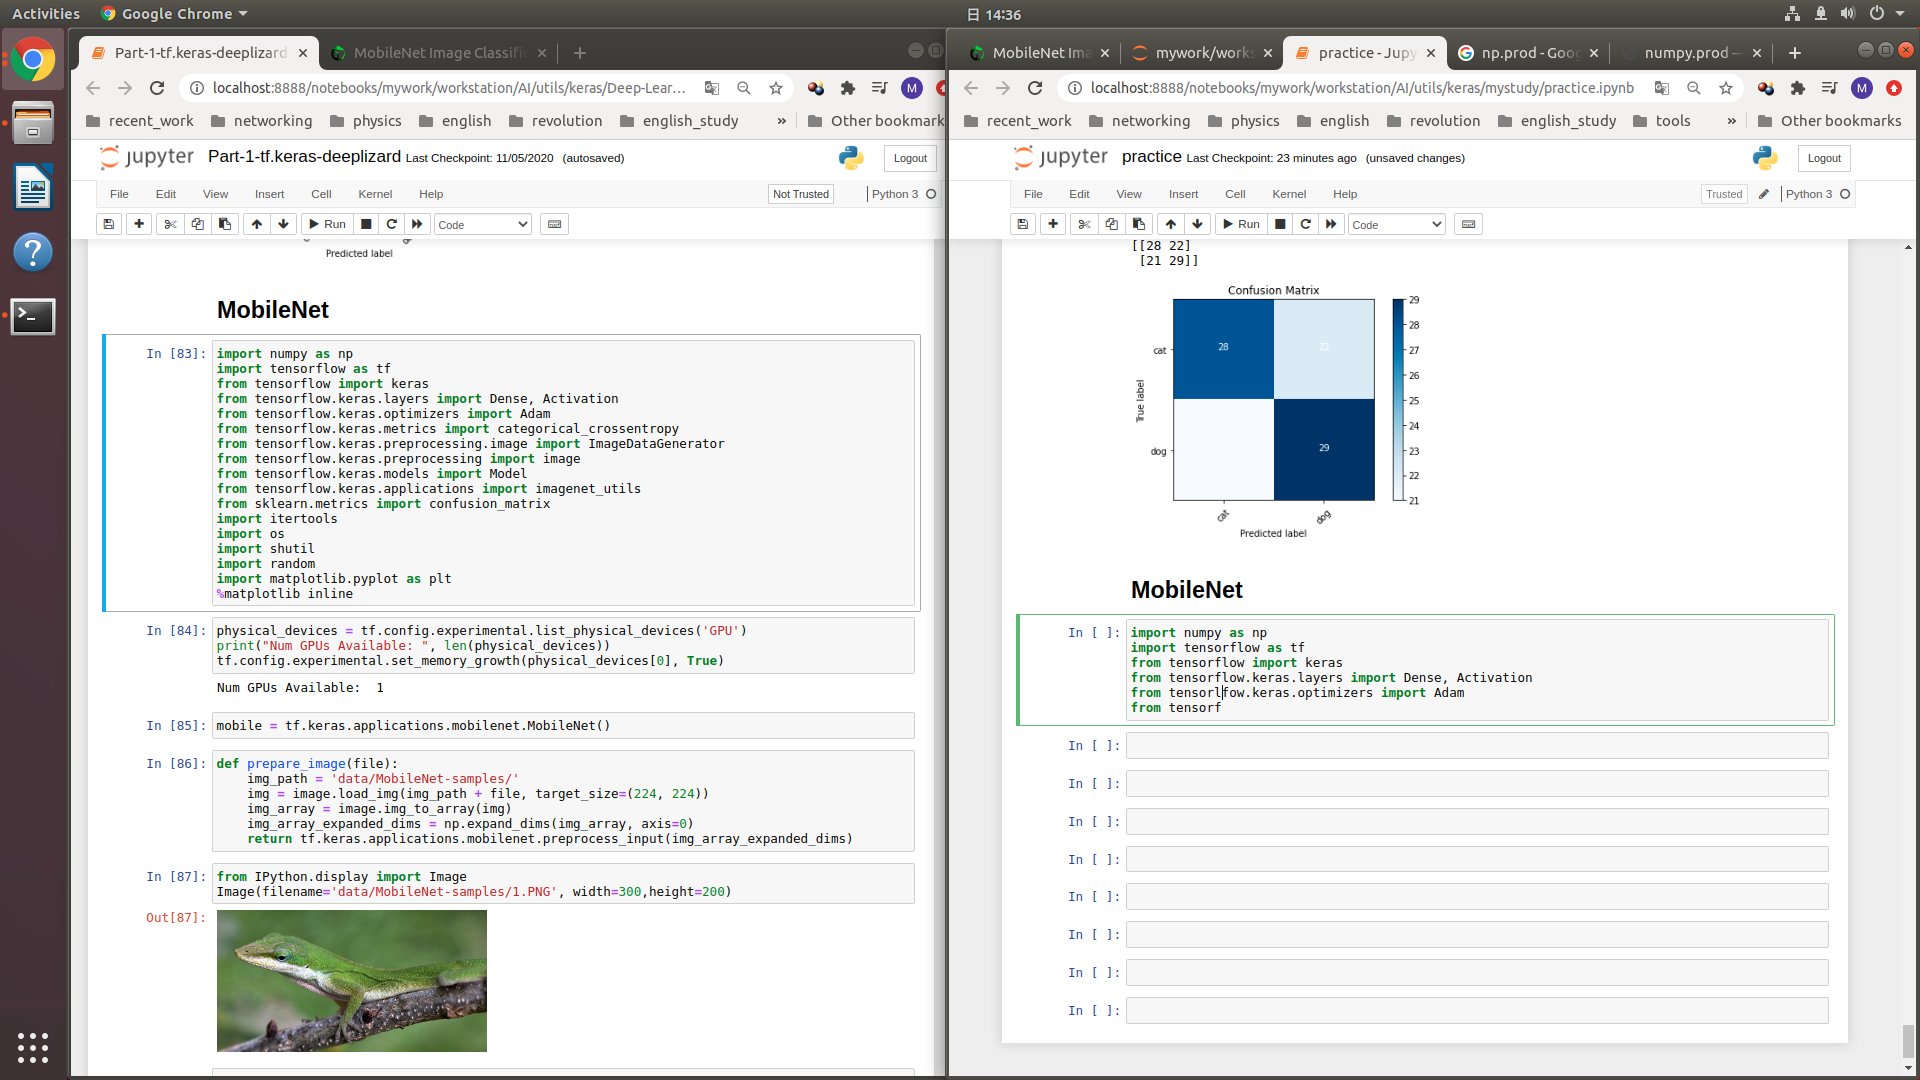 Activities Google Chrome 日 14:36
Part-1-tf.keras-deeplizard
MobileNet Image Classific
localhost:8888/notebooks/mywork/workstation/AI/utils/keras/Deep-Lear...
M
recent_work networking physics english revolution english_study » Other bookmark
jupyter Part-1-tf.keras-deeplizard Last Checkpoint: 11/05/2020 (autosaved) Logout
File Edit View Insert Cell Kernel Help Not Trusted Python 3
Run Code
Predicted label
MobileNet
In [83]:
import numpy as np
import tensorflow as tf
from tensorflow import keras
from tensorflow.keras.layers import Dense, Activation
from tensorflow.keras.optimizers import Adam
from tensorflow.keras.metrics import categorical_crossentropy
from tensorflow.keras.preprocessing.image import ImageDataGenerator
from tensorflow.keras.preprocessing import image
from tensorflow.keras.models import Model
from tensorflow.keras.applications import imagenet_utils
from sklearn.metrics import confusion_matrix
import itertools
import os
import shutil
import random
import matplotlib.pyplot as plt
%matplotlib inline
In [84]:
physical_devices = tf.config.experimental.list_physical_devices('GPU')
print("Num GPUs Available: ", len(physical_devices))
tf.config.experimental.set_memory_growth(physical_devices[0], True)
Num GPUs Available:  1
In [85]:
mobile = tf.keras.applications.mobilenet.MobileNet()
In [86]:
def prepare_image(file):
    img_path = 'data/MobileNet-samples/'
    img = image.load_img(img_path + file, target_size=(224, 224))
    img_array = image.img_to_array(img)
    img_array_expanded_dims = np.expand_dims(img_array, axis=0)
    return tf.keras.applications.mobilenet.preprocess_input(img_array_expanded_dims)
In [87]:
from IPython.display import Image
Image(filename='data/MobileNet-samples/1.PNG', width=300,height=200)
Out[87]:
MobileNet Ima
mywork/works
practice - Jupy
np.prod - Goog
numpy.prod —
localhost:8888/notebooks/mywork/workstation/AI/utils/keras/mystudy/practice.ipynb
M
recent_work networking physics english revolution english_study tools » Other bookmarks
jupyter practice Last Checkpoint: 23 minutes ago (unsaved changes) Logout
File Edit View Insert Cell Kernel Help Trusted Python 3
Run Code
[[28 22]
 [21 29]]
Confusion Matrix
cat
dog
True label
28
22
29
cat
dog
Predicted label
29
28
27
26
25
24
23
22
21
MobileNet
In [ ]:
import numpy as np
import tensorflow as tf
from tensorflow import keras
from tensorflow.keras.layers import Dense, Activation
from tensorlfow.keras.optimizers import Adam
from tensorf
In [ ]:
In [ ]:
In [ ]:
In [ ]:
In [ ]:
In [ ]:
In [ ]:
In [ ]: